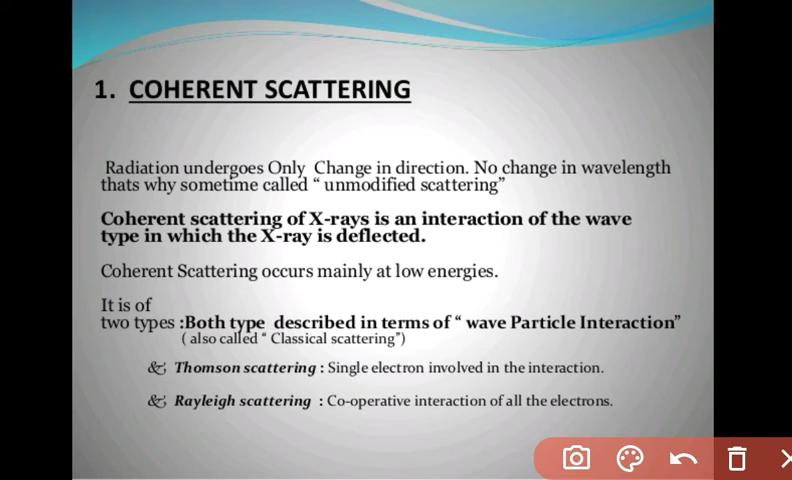 1. COHERENT SCATTERING
Radiation undergoes Only Change in direction. No change in wavelength
thats why sometime called “ unmodified scattering”
Coherent scattering of X-rays is an interaction of the wave
type in which the X-ray is deflected.
Coherent Scattering occurs mainly at low energies.
It is of
two types :Both type described in terms of “ wave Particle Interaction”
( also called “ Classical scattering”)
Thomson scattering : Single electron involved in the interaction.
Rayleigh scattering : Co-operative interaction of all the electrons.